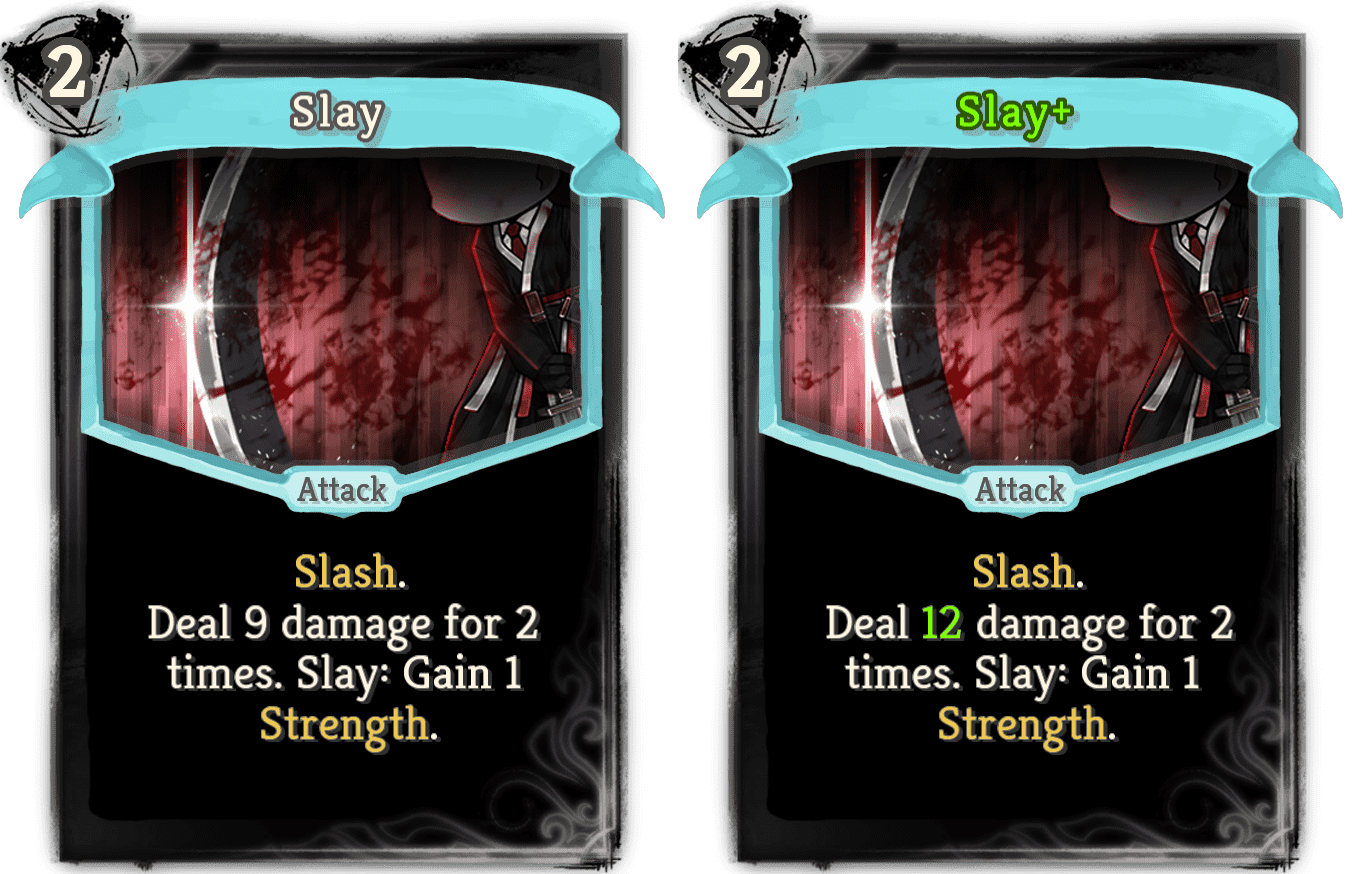 2
Slay
Attack
Slash.
Deal 9 damage for 2
times. Slay: Gain 1
Strength.
2
Slay+
Attack
Slash.
Deal 12 damage for 2
times. Slay: Gain 1
Strength.